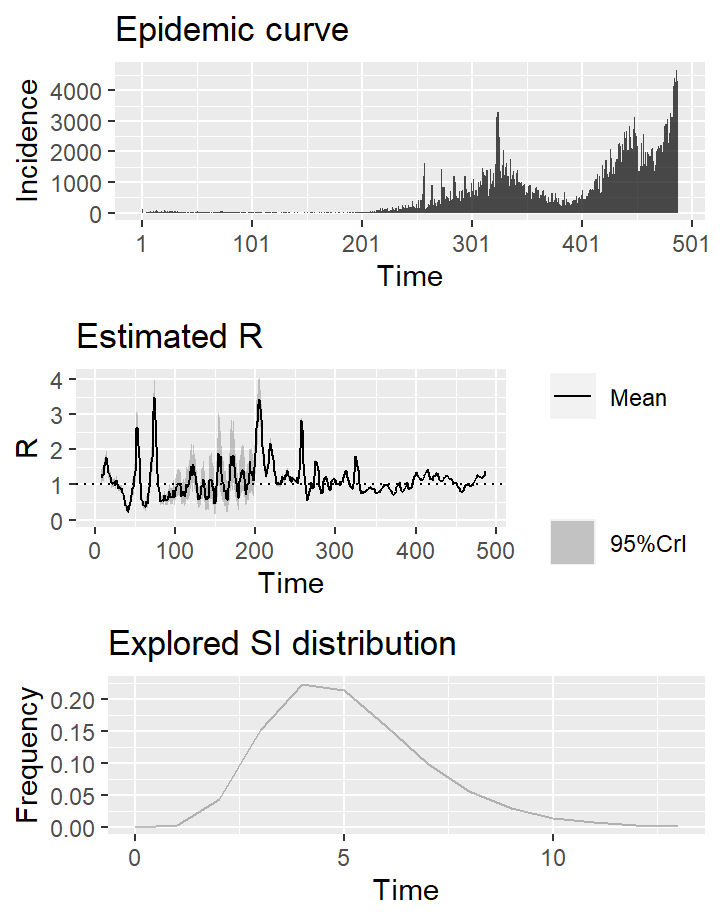 Epidemic curve
Incidence
4000
3000
2000
1000
0
1 101 201 301 401 501
Time
Estimated R
R
4
3
2
1
0
0 100 200 300 400 500
Time
Mean
95%CrI
Explored SI distribution
Frequency
0.20
0.15
0.10
0.05
0.00
0 5 10
Time